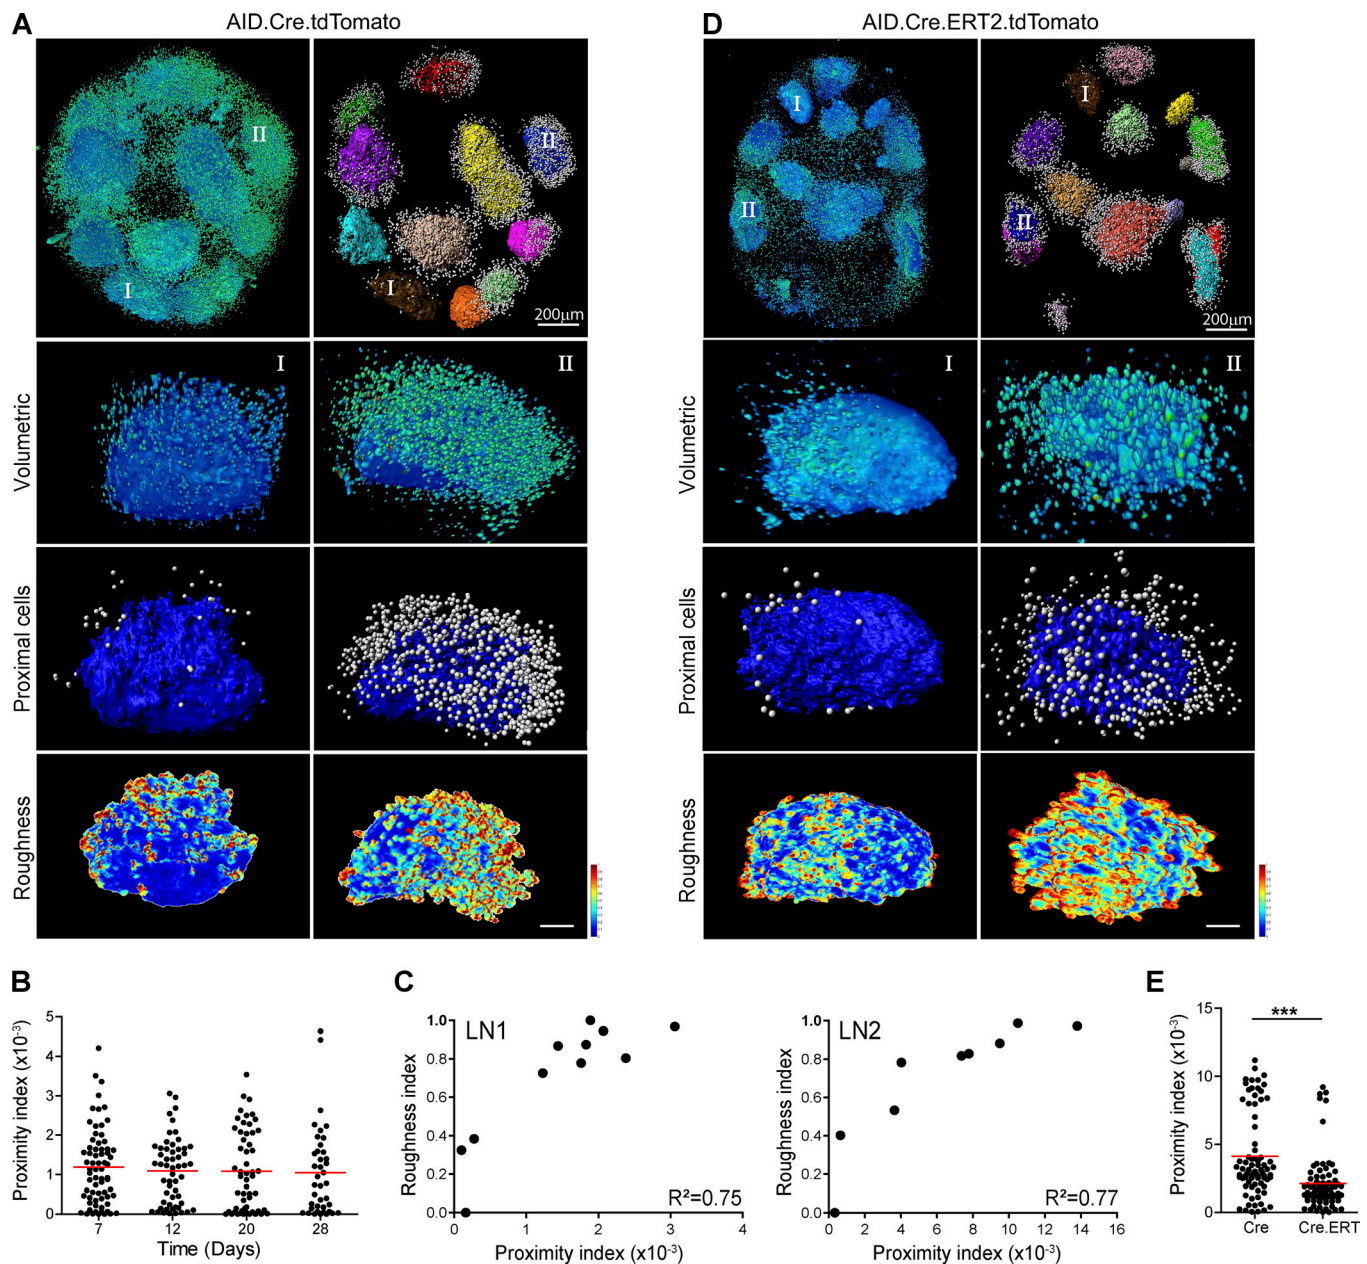 A
AID.Cre.tdTomato
II
II
I
I
200µm
Volumetric
I
II
Proximal cells
Roughness
D
AID.Cre.ERT2.tdTomato
I
I
II
II
200µm
Volumetric
I
II
Proximal cells
Roughness
B
Proximity index (x10⁻³)
5
4
3
2
1
0
7
12
20
28
Time (Days)
C
Roughness index
1.0
0.8
0.6
0.4
0.2
0.0
LN1
R²=0.75
0
1
2
3
4
Proximity index (x10⁻³)
Roughness index
1.0
0.8
0.6
0.4
0.2
0.0
LN2
R²=0.77
0
4
6
8
10
12
14
16
Proximity index (x10⁻³)
E
Proximity index (x10⁻³)
15
10
5
0
***
Cre
Cre.ERT